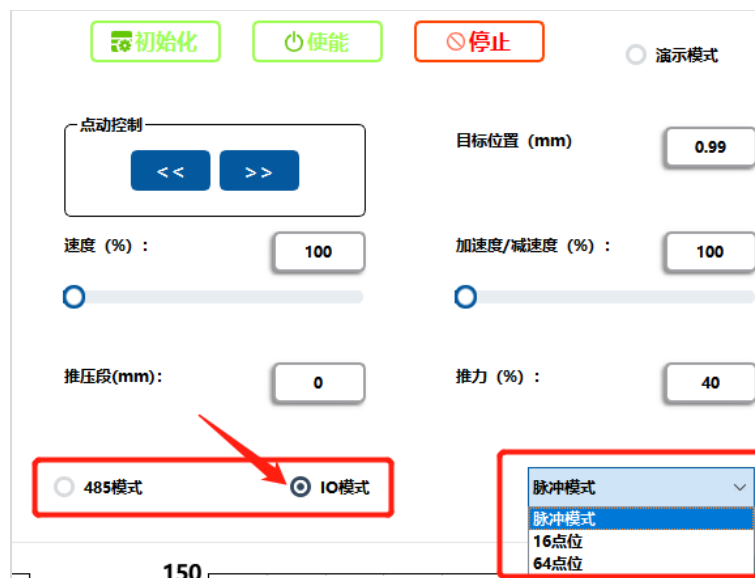 初始化 使能 停止 演示模式
点动控制
<< >>
目标位置（mm） 0.99
速度（%）： 100 加速度/减速度（%）： 100
推压段(mm)： 0 推力（%）： 40
485模式 IO模式 脉冲模式
脉冲模式
16点位
64点位
150